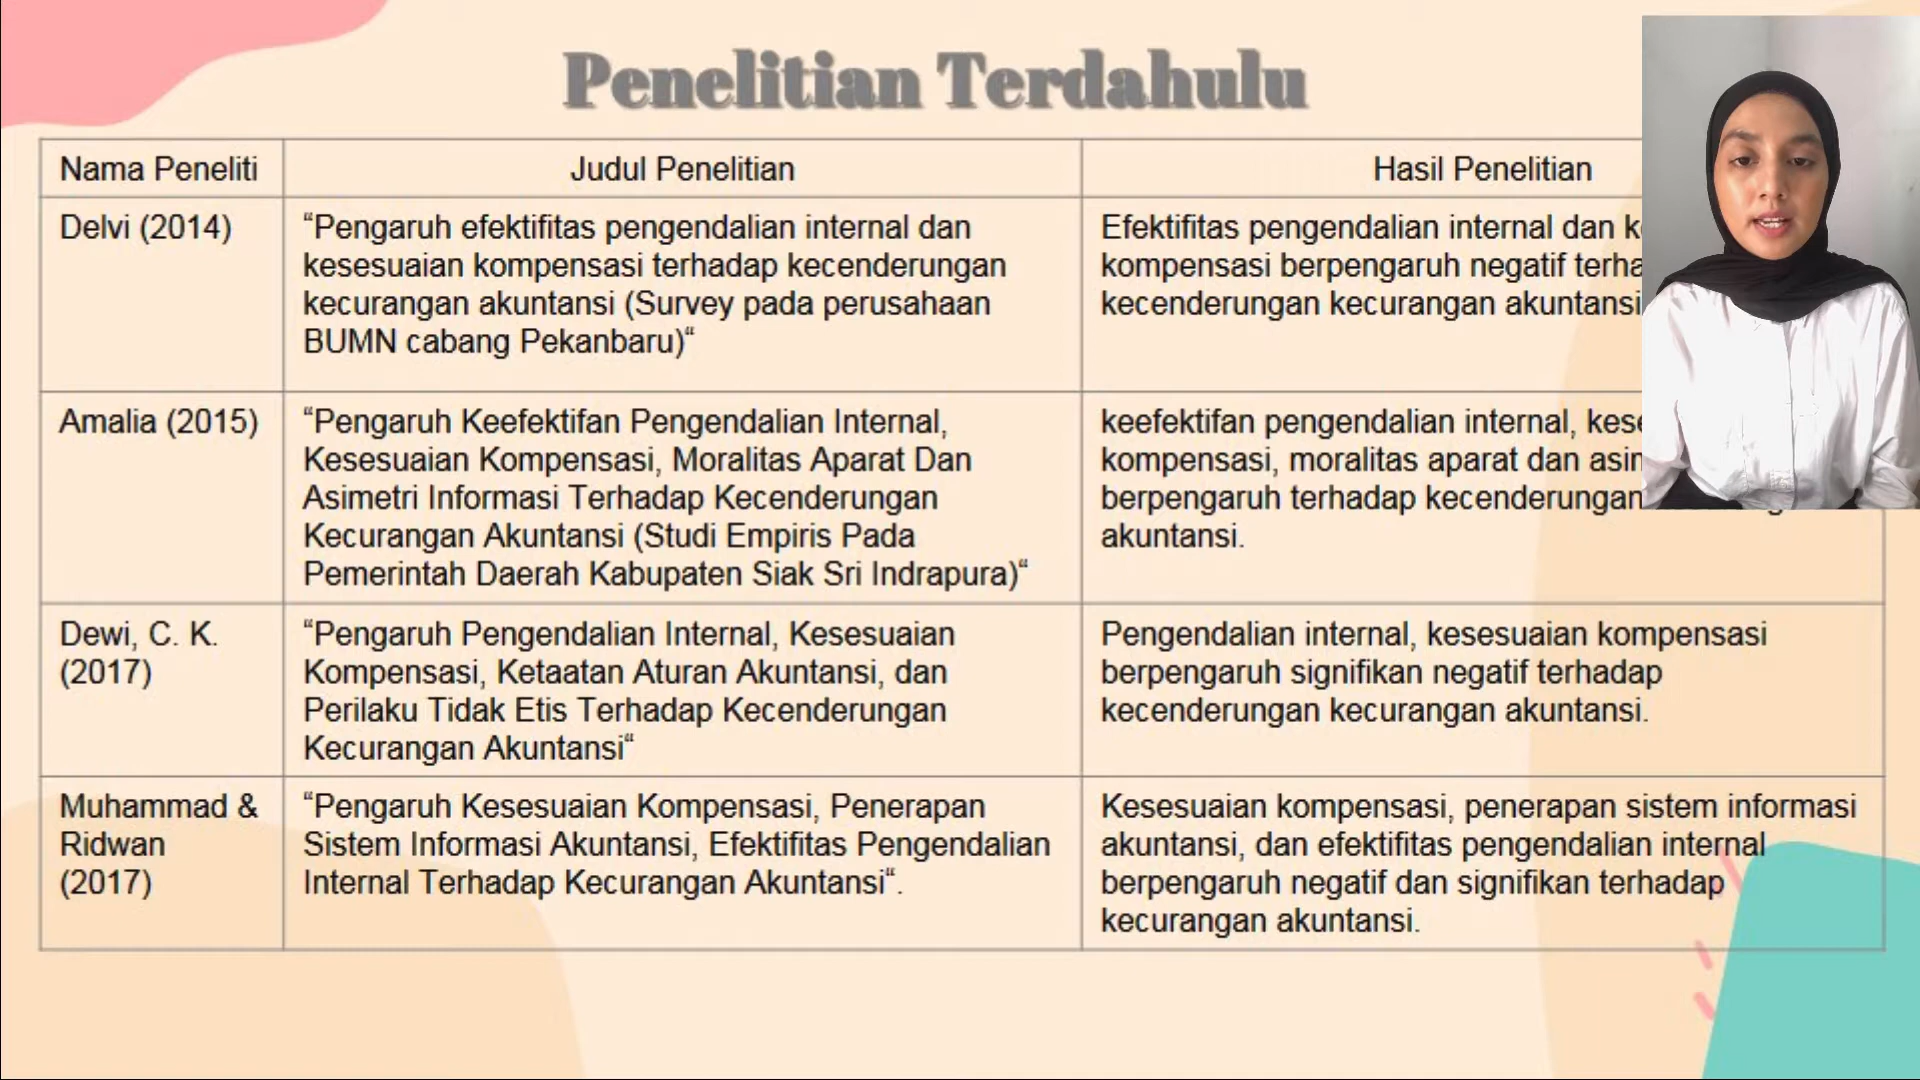 Penelitian Terdahulu
Nama Peneliti
Judul Penelitian
Hasil Penelitian
Delvi (2014)
“Pengaruh efektifitas pengendalian internal dan
kesesuaian kompensasi terhadap kecenderungan
kecurangan akuntansi (Survey pada perusahaan
BUMN cabang Pekanbaru)“
Efektifitas pengendalian internal dan
kompensasi berpengaruh negatif
kecenderungan kecurangan akuntansi
Amalia (2015)
“Pengaruh Keefektifan Pengendalian Internal,
Kesesuaian Kompensasi, Moralitas Aparat Dan
Asimetri Informasi Terhadap Kecenderungan
Kecurangan Akuntansi (Studi Empiris Pada
Pemerintah Daerah Kabupaten Siak Sri Indrapura)“
keefektifan pengendalian internal,
kompensasi, moralitas aparat dan
berpengaruh terhadap kecenderungan
akuntansi.
Dewi, C. K.
(2017)
“Pengaruh Pengendalian Internal, Kesesuaian
Kompensasi, Ketaatan Aturan Akuntansi, dan
Perilaku Tidak Etis Terhadap Kecenderungan
Kecurangan Akuntansi“
Pengendalian internal, kesesuaian kompensasi
berpengaruh signifikan negatif terhadap
kecenderungan kecurangan akuntansi.
Muhammad &
Ridwan
(2017)
“Pengaruh Kesesuaian Kompensasi, Penerapan
Sistem Informasi Akuntansi, Efektifitas Pengendalian
Internal Terhadap Kecurangan Akuntansi“.
Kesesuaian kompensasi, penerapan sistem informasi
akuntansi, dan efektifitas pengendalian internal
berpengaruh negatif dan signifikan terhadap
kecurangan akuntansi.